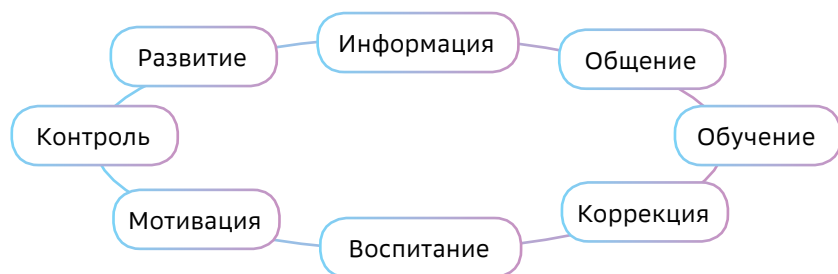 Информация
Развитие
Общение
Контроль
Обучение
Мотивация
Коррекция
Воспитание